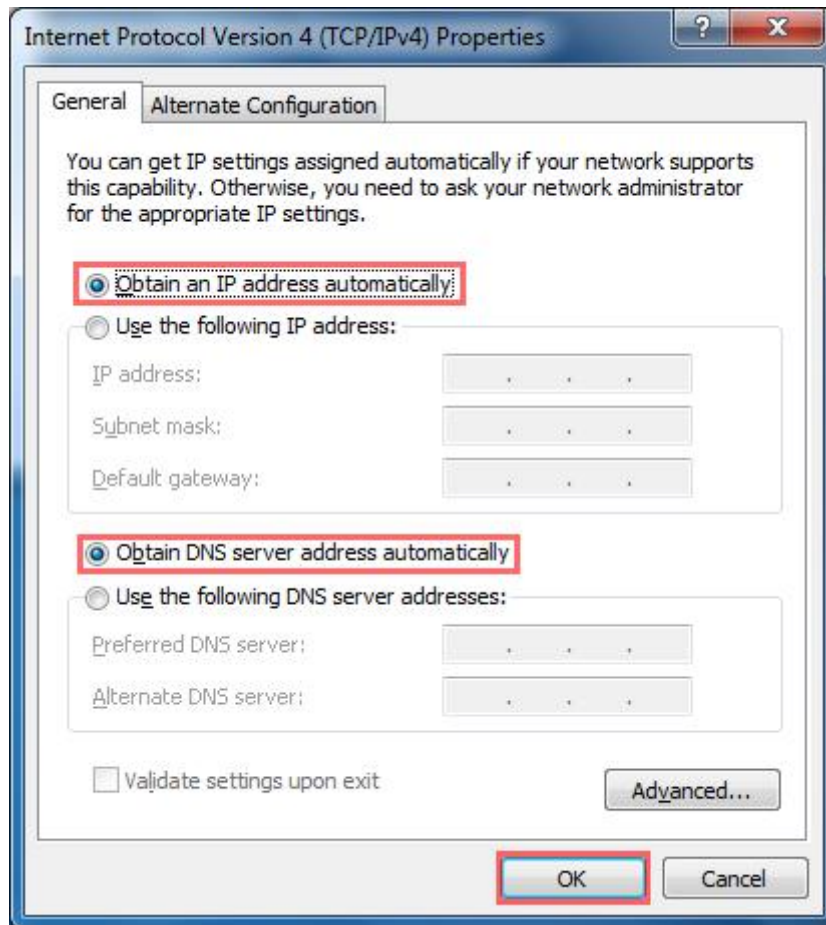 Internet Protocol Version 4 (TCP/IPv4) Properties
General
Alternate Configuration
You can get IP settings assigned automatically if your network supports
this capability. Otherwise, you need to ask your network administrator
for the appropriate IP settings.
Obtain an IP address automatically
Use the following IP address:
IP address:
Subnet mask:
Default gateway:
Obtain DNS server address automatically
Use the following DNS server addresses:
Preferred DNS server:
Alternate DNS server:
Validate settings upon exit
Advanced...
OK
Cancel